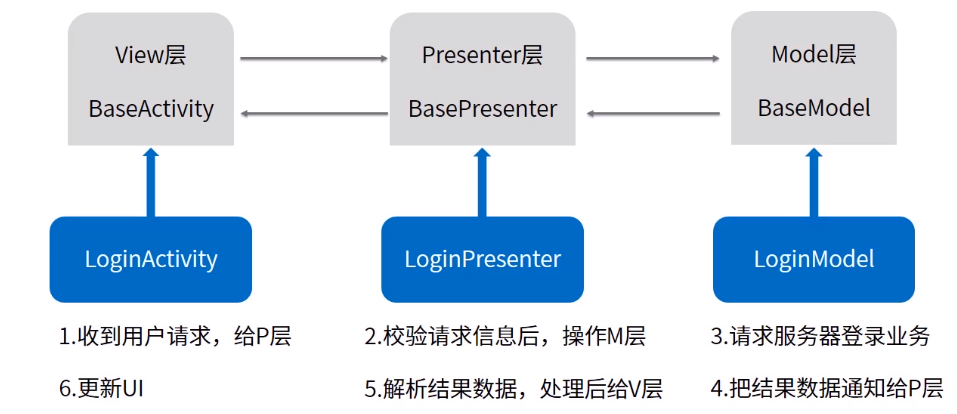 View层
Presenter层
Model层
BaseActivity
BasePresenter
BaseModel
LoginActivity
LoginPresenter
LoginModel
1.收到用户请求，给P层
2.校验请求信息后，操作M层
3.请求服务器登录业务
6.更新UI
5.解析结果数据，处理后给V层
4.把结果数据通知给P层